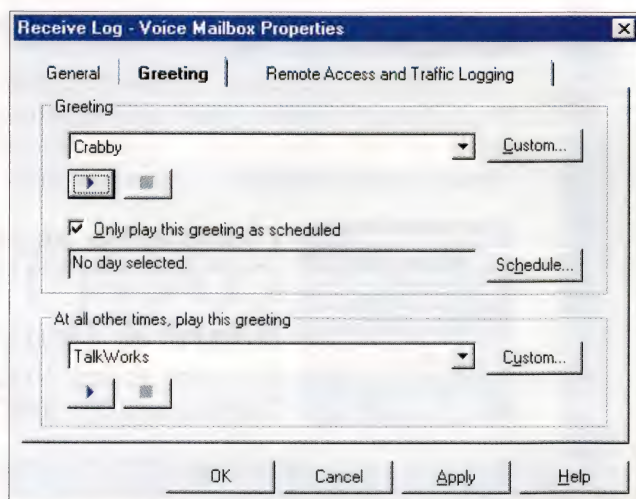 Receive Log - Voice Mailbox Properties
General Greeting Remote Access and Traffic Logging
Greeting
Crabby Custom...
Only play this greeting as scheduled
No day selected. Schedule...
At all other times, play this greeting
TalkWorks Custom...
OK Cancel Apply Help